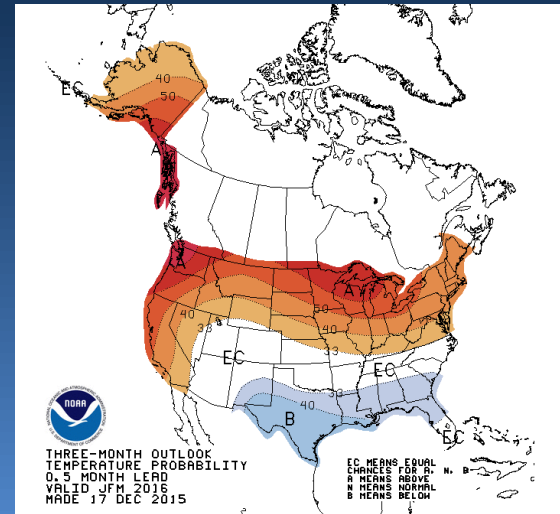 EC
40
50
A
A
A
40
33
50
40
33
EC
EC
33
40
B
EC
NOAA
THREE-MONTH OUTLOOK
TEMPERATURE PROBABILITY
0.5 MONTH LEAD
VALID JFM 2016
MADE 17 DEC 2015
EC MEANS EQUAL
CHANCES FOR A, N, B
A MEANS ABOVE
N MEANS NORMAL
B MEANS BELOW